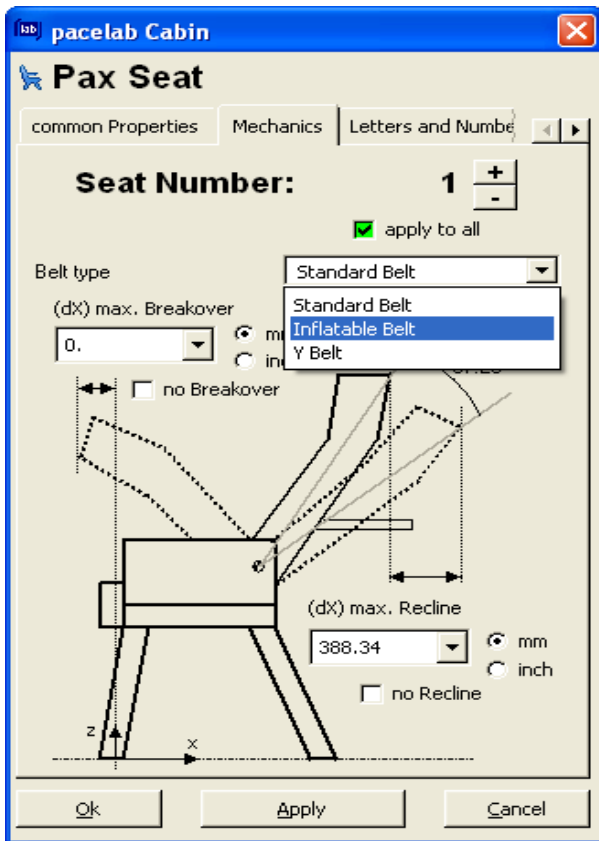 lab pacelab Cabin
Pax Seat
common Properties Mechanics Letters and Numbe
Seat Number: 1 + -
apply to all
Belt type Standard Belt
Standard Belt
Inflatable Belt
Y Belt
(dX) max. Breakover
0.
no Breakover
(dX) max. Recline
388.34 mm
inch
no Recline
z
x
Ok Apply Cancel